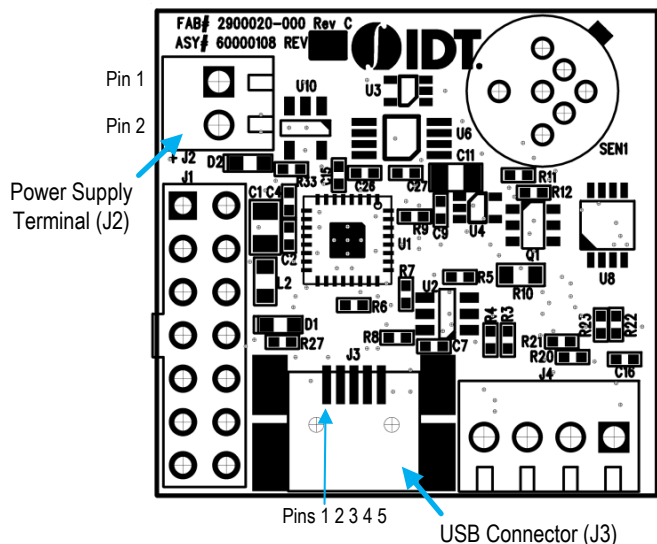 FAB# 2900020-000 Rev C
ASY# 60000108 REV
IDT.
Pin 1
Pin 2
U10
U3
U6
SEN1
+ J2
D2
R33
C15
C26
C27
C11
R11
R12
Power Supply
Terminal (J2)
J1
C1
C4
C2
L2
U1
R9
C9
U4
Q1
U8
R7
R5
R10
R6
U2
D1
R27
R8
C7
R4
R3
R21
R20
R23
R22
C16
J3
J4
Pins 1 2 3 4 5
USB Connector (J3)